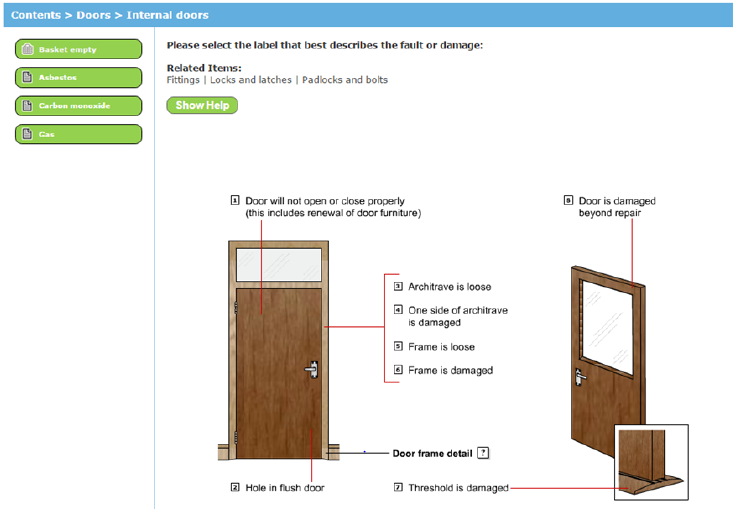 Contents > Doors > Internal doors
Basket empty
Asbestos
Carbon monoxide
Gas
Please select the label that best describes the fault or damage:
Related Items:
Fittings | Locks and latches | Padlocks and bolts
Show Help
1 Door will not open or close properly
(this includes renewal of door furniture)
8 Door is damaged
beyond repair
3 Architrave is loose
4 One side of architrave
is damaged
5 Frame is loose
6 Frame is damaged
Door frame detail ?
2 Hole in flush door
7 Threshold is damaged